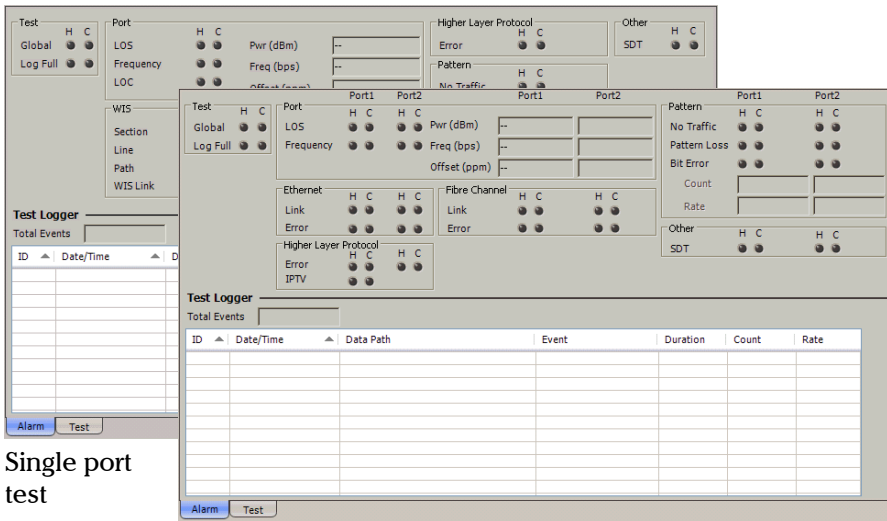 Test Port Higher Layer Protocol Other
H C H C H C H C
Global LOS Pwr (dBm) -- Error SDT
Log Full Frequency Freq (bps) -- Pattern
H C
LOC Offset (ppm) No Traffic
WIS
Section
Line
Path
WIS Link
Test Logger
Total Events
ID Date/Time D
Alarm Test
Single port
test
Port1 Port2 Port1 Port2 Port1 Port2
Test Port Pattern
H C H C H C H C H C
Global LOS Pwr (dBm) -- No Traffic
Log Full Frequency Freq (bps) -- Pattern Loss
Offset (ppm) -- Bit Error
Ethernet Fibre Channel Count
H C H C H C H C
Link Link Rate
Error Error Other
H C H C
Higher Layer Protocol SDT
H C H C
Error
IPTV
Test Logger
Total Events
ID Date/Time Data Path Event Duration Count Rate
Alarm Test